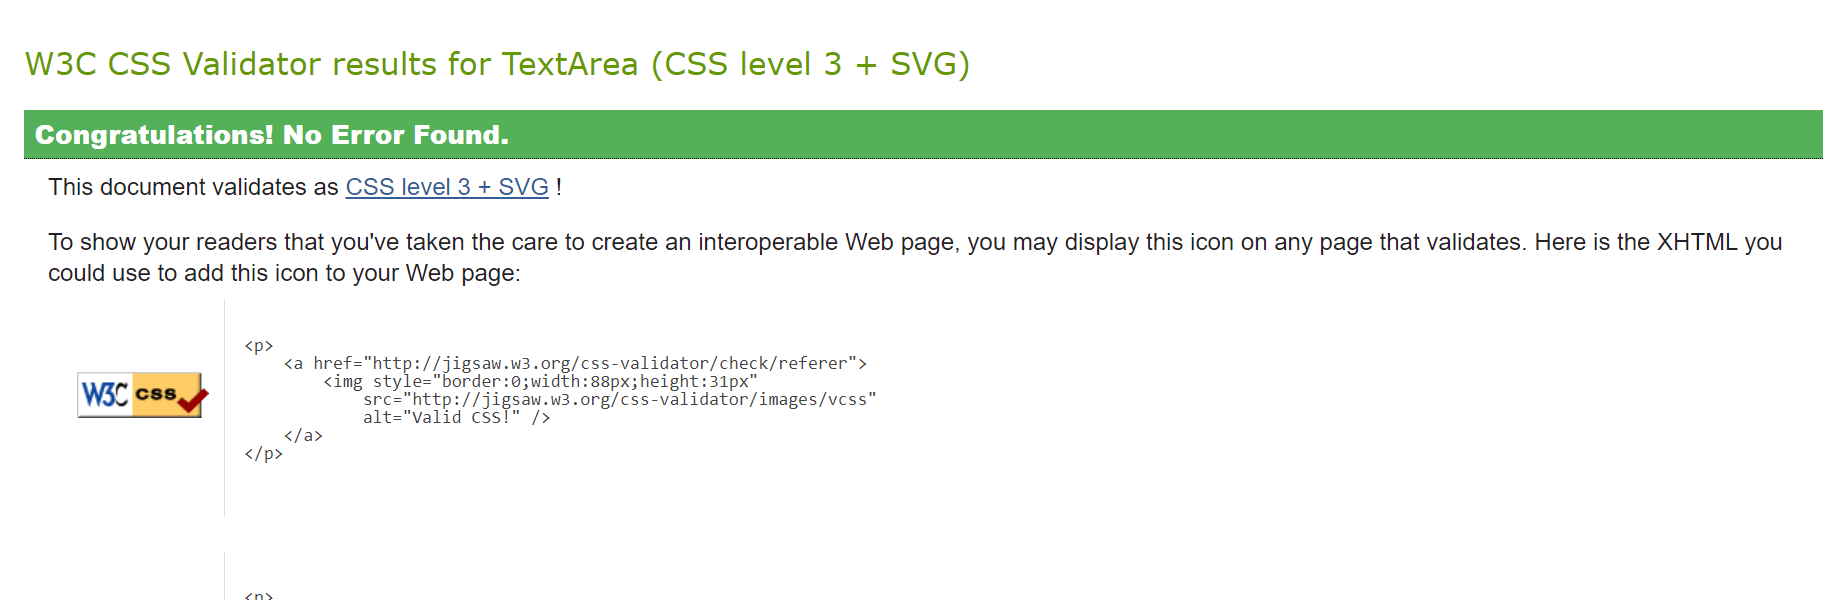 W3C CSS Validator results for TextArea (CSS level 3 + SVG)
Congratulations! No Error Found.
This document validates as CSS level 3 + SVG !
To show your readers that you've taken the care to create an interoperable Web page, you may display this icon on any page that validates. Here is the XHTML you
could use to add this icon to your Web page:
W3C css
<p>
    <a href="http://jigsaw.w3.org/css-validator/check/referer">
        <img style="border:0;width:88px;height:31px"
            src="http://jigsaw.w3.org/css-validator/images/vcss"
            alt="Valid CSS!" />
    </a>
</p>
<p>